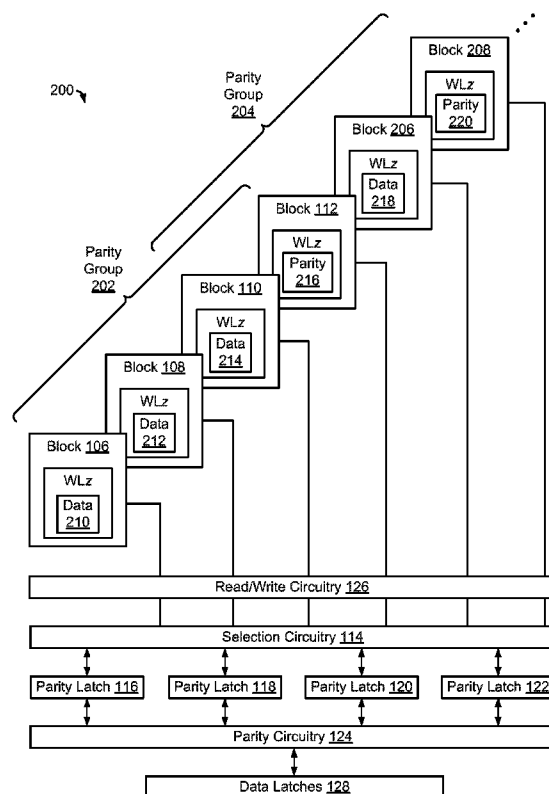 Block 208
WLz
Parity
220
Parity
Group
204
200
Block 206
WLz
Data
218
Block 112
WLz
Parity
216
Parity
Group
202
Block 110
WLz
Data
214
Block 108
WLz
Data
212
Block 106
WLz
Data
210
Read/Write Circuitry 126
Selection Circuitry 114
Parity Latch 116 Parity Latch 118 Parity Latch 120 Parity Latch 122
Parity Circuitry 124
Data Latches 128